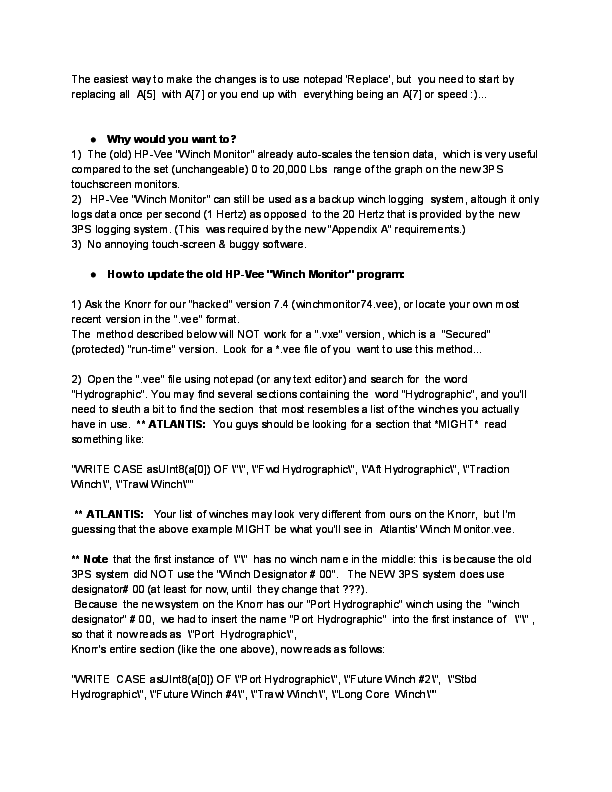 The easiest way to make the changes is to use notepad 'Replace', but you need to start by
replacing all A[5] with A[7] or you end up with everything being an A[7] or speed :)...
● Why would you want to?
1) The (old) HP-Vee "Winch Monitor" already auto-scales the tension data, which is very useful
compared to the set (unchangeable) 0 to 20,000 Lbs range of the graph on the new 3PS
touchscreen monitors.
2) HP-Vee "Winch Monitor" can still be used as a backup winch logging system, altough it only
logs data once per second (1 Hertz) as opposed to the 20 Hertz that is provided by the new
3PS logging system. (This was required by the new "Appendix A" requirements.)
3) No annoying touch-screen & buggy software.
● How to update the old HP-Vee "Winch Monitor" program:
1) Ask the Knorr for our "hacked" version 7.4 (winchmonitor74.vee), or locate your own most
recent version in the ".vee" format.
The method described below will NOT work for a ".vxe" version, which is a "Secured"
(protected) "run-time" version. Look for a *.vee file of you want to use this method...
2) Open the ".vee" file using notepad (or any text editor) and search for the word
"Hydrographic". You may find several sections containing the word "Hydrographic", and you'll
need to sleuth a bit to find the section that most resembles a list of the winches you actually
have in use. ** ATLANTIS: You guys should be looking for a section that *MIGHT* read
something like:
"WRITE CASE asUInt8(a[0]) OF \"\", \"Fwd Hydrographic\", \"Aft Hydrographic\", \"Traction
Winch\", \"Trawl Winch\""
** ATLANTIS: Your list of winches may look very different from ours on the Knorr, but I'm
guessing that the above example MIGHT be what you'll see in Atlantis' Winch Monitor.vee.
** Note that the first instance of \"\" has no winch name in the middle: this is because the old
3PS system did NOT use the "Winch Designator # 00". The NEW 3PS system does use
designator# 00 (at least for now, until they change that ???).
Because the new system on the Knorr has our "Port Hydrographic" winch using the "winch
designator" # 00, we had to insert the name "Port Hydrographic" into the first instance of \"\" ,
so that it now reads as \"Port Hydrographic\",
Knorr's entire section (like the one above), now reads as follows:
"WRITE CASE asUInt8(a[0]) OF \"Port Hydrographic\", \"Future Winch #2\", \"Stbd
Hydrographic\", \"Future Winch #4\", \"Trawl Winch\", \"Long Core Winch\""